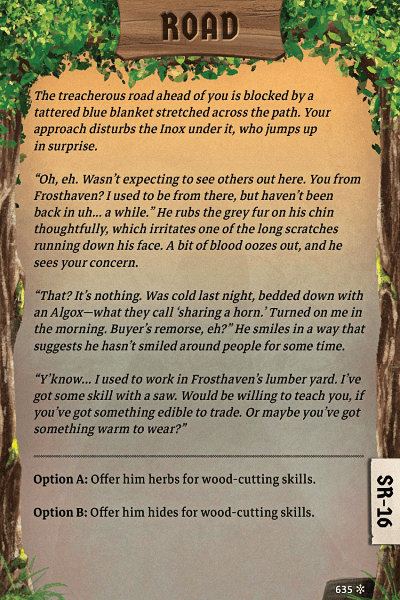 ROAD
The treacherous road ahead of you is blocked by a
tattered blue blanket stretched across the path. Your
approach disturbs the Inox under it, who jumps up
in surprise.
“Oh, eh. Wasn’t expecting to see others out here. You from
Frosthaven? I used to be from there, but haven’t been
back in uh... a while.” He rubs the grey fur on his chin
thoughtfully, which irritates one of the long scratches
running down his face. A bit of blood oozes out, and he
sees your concern.
“That? It’s nothing. Was cold last night, bedded down with
an Algox—what they call ‘sharing a horn.’ Turned on me in
the morning. Buyer’s remorse, eh?” He smiles in a way that
suggests he hasn’t smiled around people for some time.
“Y’know... I used to work in Frosthaven’s lumber yard. I’ve
got some skill with a saw. Would be willing to teach you, if
you’ve got something edible to trade. Or maybe you’ve got
something warm to wear?”
Option A: Offer him herbs for wood-cutting skills.
Option B: Offer him hides for wood-cutting skills.
SR-16
635